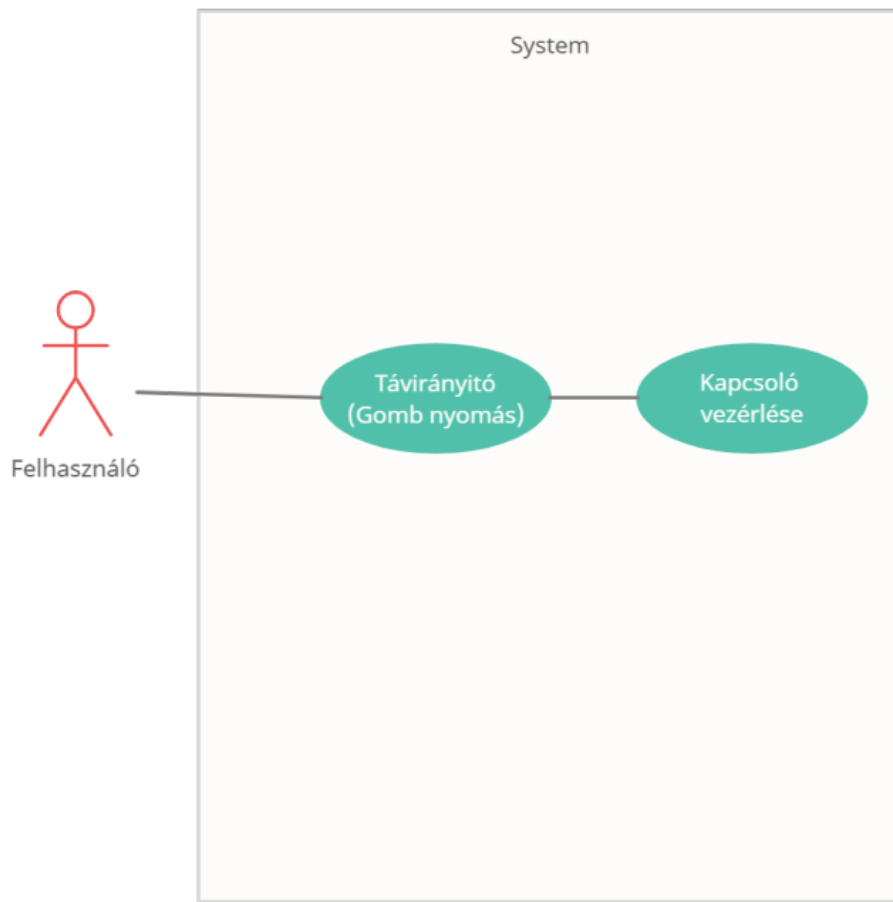 System
Távirányitó
(Gomb nyomás)
Kapcsoló
vezérlése
Felhasználó